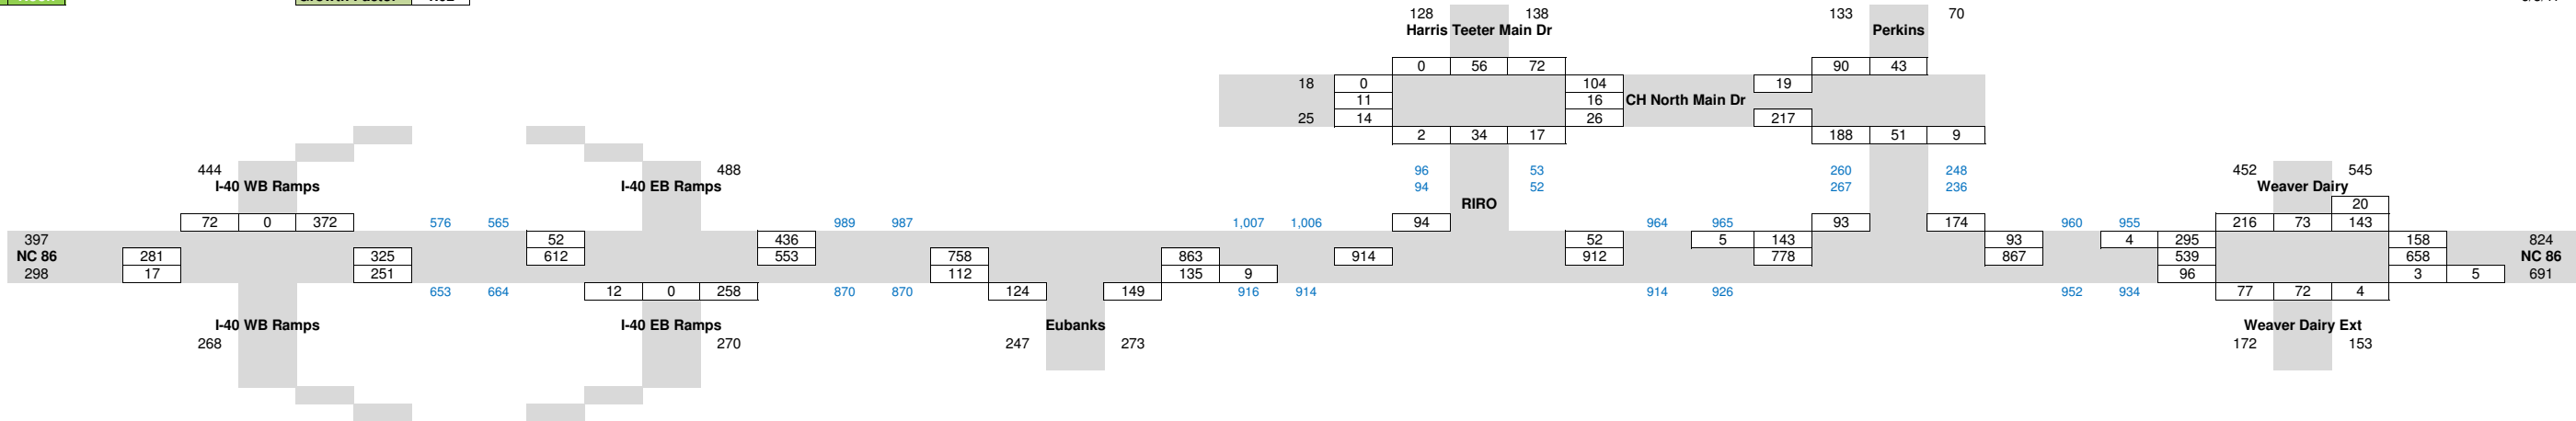 1.02
128 138 133 70
Harris Teeter Main Dr Perkins
0 56 72 90 43
18 0 104 19
11 16 CH North Main Dr
25 14 26 217
2 34 17 188 51 9
444 488 96 53 260 248 452 545
I-40 WB Ramps I-40 EB Ramps 94 52 267 236 Weaver Dairy
RIRO 20
72 0 372 576 565 989 987 1,007 1,006 94 964 965 93 174 960 955 216 73 143
397 52 436 52 5 143 93 4 295 158 824
NC 86 281 325 612 553 758 863 914 912 778 867 539 658 NC 86
298 17 251 112 135 9 96 3 5 691
653 664 12 0 258 870 870 124 149 916 914 914 926 952 934 77 72 4
I-40 WB Ramps I-40 EB Ramps Eubanks Weaver Dairy Ext
268 270 247 273 172 153